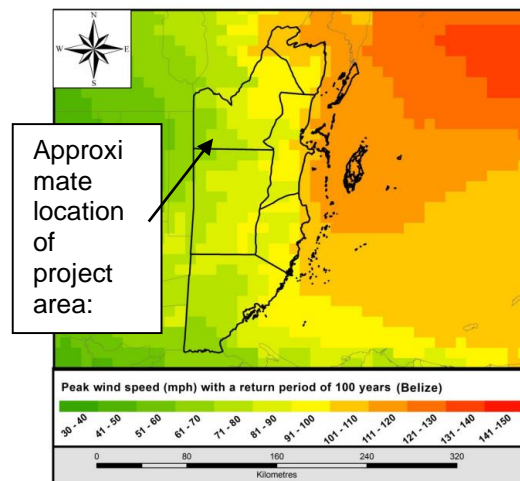 N
W E
S
Approxi
mate
location
of
project
area:
Peak wind speed (mph) with a return period of 100 years (Belize)
30 - 40 41 - 50 51 - 60 61 - 70 71 - 80 81 - 90 91 - 100 101 - 110 111 - 120 121 - 130 131 - 140 141 - 150
0 80 160 240 320
Kilometres